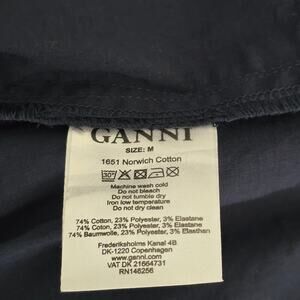 GANNI
SIZE: M
1651 Norwich Cotton
30°
Machine wash cold
Do not bleach
Do not tumble dry
Iron low temperature
Do not dry clean
74% Cotton, 23% Polyester, 3% Elastane
74% Coton, 23% Polyester, 3% Elastane
74% Baumwolle, 23% Polyester, 3% Elasthan
Frederiksholms Kanal 4B
DK-1220 Copenhagen
www.ganni.com
VAT DK 21664731
RN146256